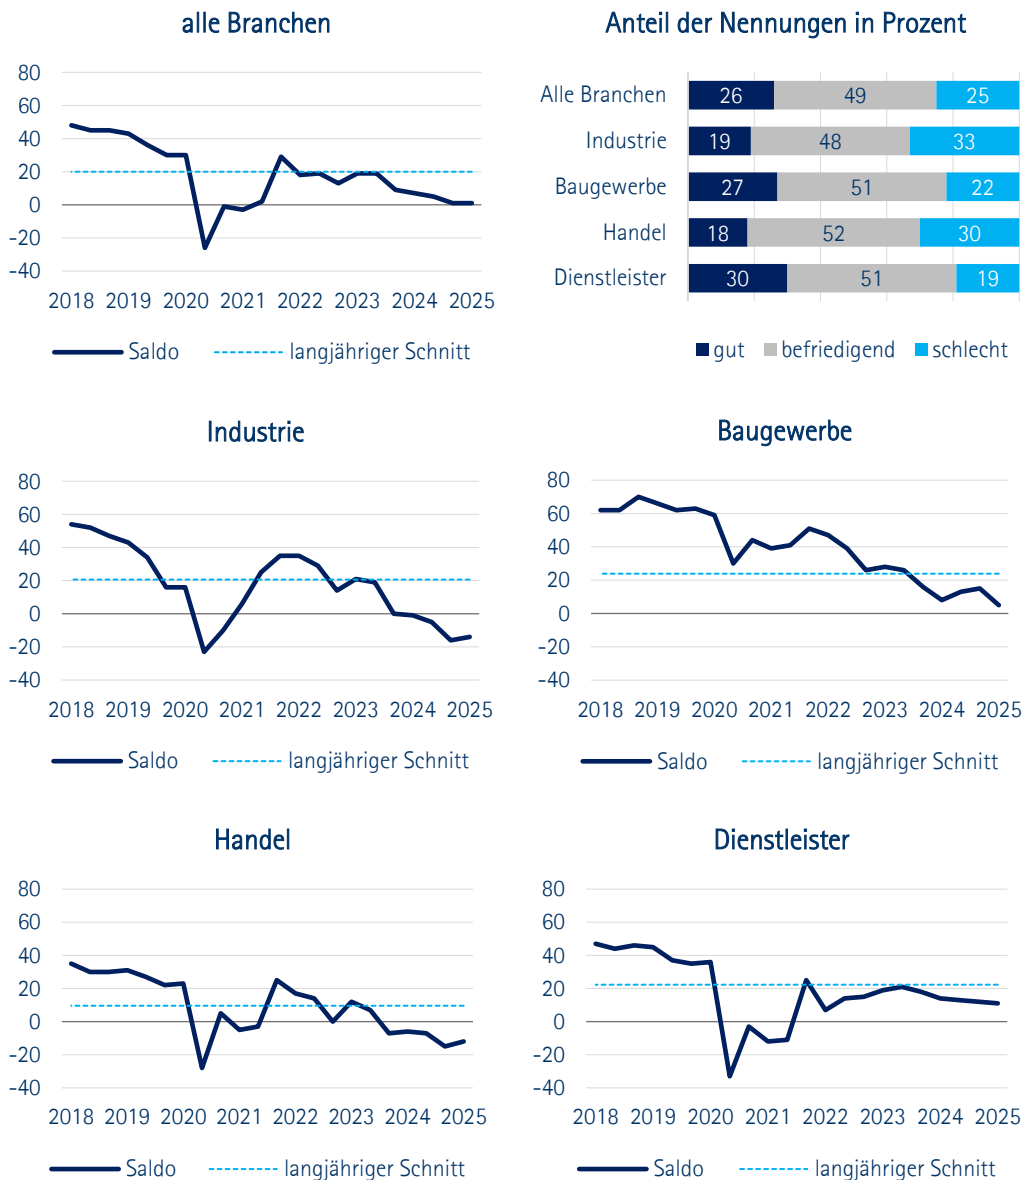 alle Branchen
80
60
40
20
0
-20
-40
2018 2019 2020 2021 2022 2023 2024 2025
Saldo langjähriger Schnitt
Anteil der Nennungen in Prozent
Alle Branchen 26 49 25
Industrie 19 48 33
Baugewerbe 27 51 22
Handel 18 52 30
Dienstleister 30 51 19
gut befriedigend schlecht
Industrie
80
60
40
20
0
-20
-40
2018 2019 2020 2021 2022 2023 2024 2025
Saldo langjähriger Schnitt
Baugewerbe
80
60
40
20
0
-20
-40
2018 2019 2020 2021 2022 2023 2024 2025
Saldo langjähriger Schnitt
Handel
80
60
40
20
0
-20
-40
2018 2019 2020 2021 2022 2023 2024 2025
Saldo langjähriger Schnitt
Dienstleister
80
60
40
20
0
-20
-40
2018 2019 2020 2021 2022 2023 2024 2025
Saldo langjähriger Schnitt